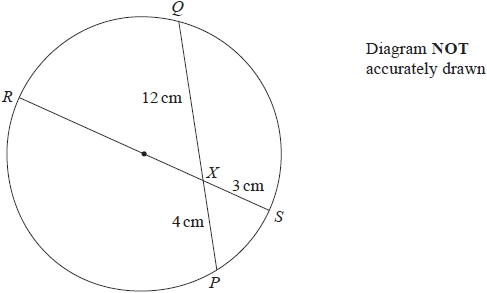 Q
Diagram NOT
accurately drawn
R
12 cm
X
3 cm
S
4 cm
P